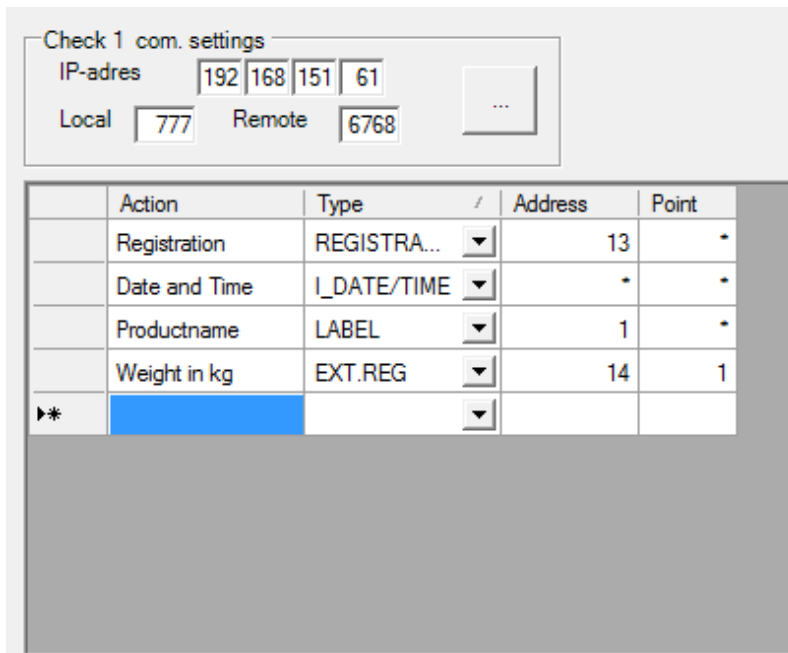 Check 1 com. settings
IP-adres 192 168 151 61
...
Local 777 Remote 6768
Action Type / Address Point
Registration REGISTRA... 13 *
Date and Time I_DATE/TIME * *
Productname LABEL 1 *
Weight in kg EXT.REG 14 1